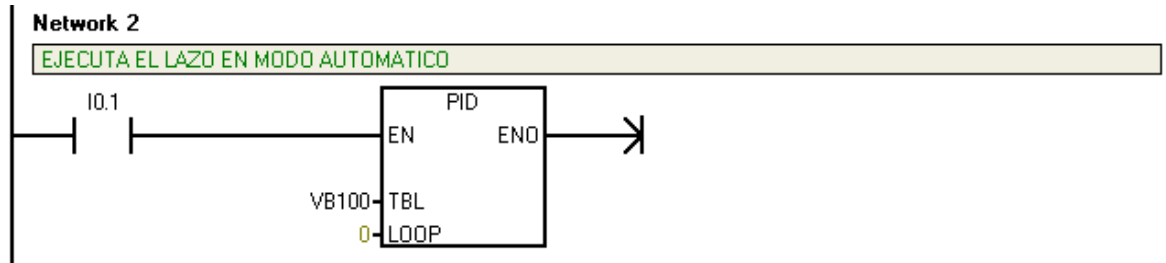 Network 2
EJECUTA EL LAZO EN MODO AUTOMATICO
I0.1
PID
EN ENO
VB100 TBL
0 LOOP